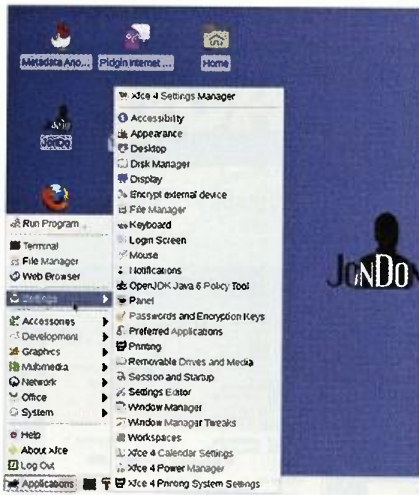 Metadata Ano...
Pidgin Internet ...
Home
JonDo
Xfce 4 Settings Manager
Accessibility
Appearance
Desktop
Disk Manager
Display
Encrypt external device
File Manager
Keyboard
Login Screen
Mouse
Notifications
OpenJDK Java 6 Policy Tool
Panel
Passwords and Encryption Keys
Preferred Applications
Printing
Removable Drives and Media
Session and Startup
Settings Editor
Window Manager
Window Manager Tweaks
Workspaces
Xfce 4 Calendar Settings
Xfce 4 Power Manager
Xfce 4 Printing System Settings
Run Program...
Terminal
File Manager
Web Browser
Settings
Accessories
Development
Graphics
Multimedia
Network
Office
System
Help
About Xfce
Log Out
Applications
JONDO